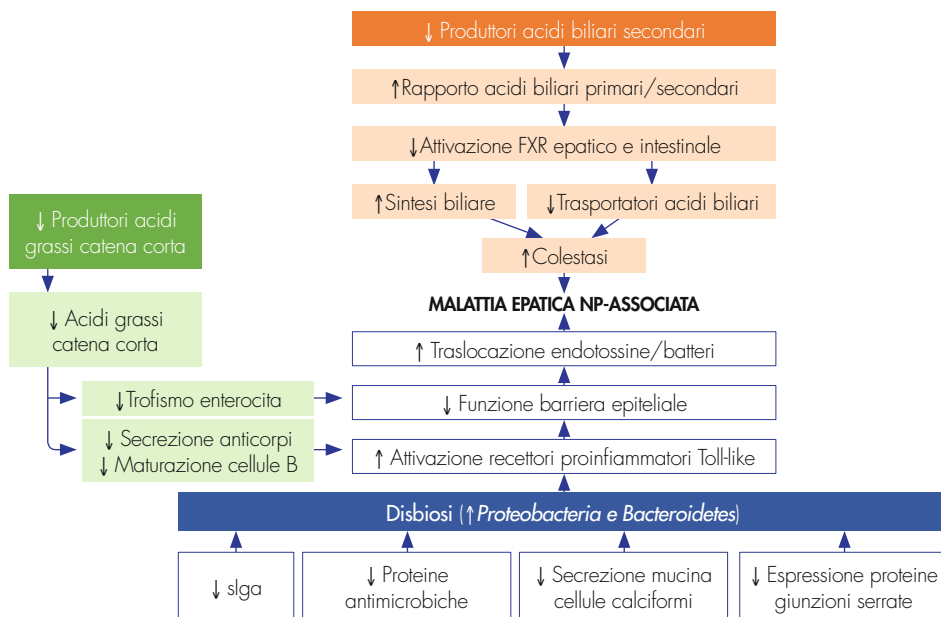 ↓ Produttori acidi biliari secondari
↑Rapporto acidi biliari primari/secondari
↓Attivazione FXR epatico e intestinale
↑Sintesi biliare
↓Trasportatori acidi biliari
↑Colestasi
MALATTIA EPATICA NP-ASSOCIATA
↓ Produttori acidi
grassi catena corta
↓ Acidi grassi
catena corta
↑ Traslocazione endotossine/batteri
↓Trofismo enterocita
↓ Funzione barriera epiteliale
↓ Secrezione anticorpi
↓ Maturazione cellule B
↑ Attivazione recettori proinfiammatori Toll-like
Disbiosi (↑Proteobacteria e Bacteroidetes)
↓ sIga
↓ Proteine
antimicrobiche
↓ Secrezione mucina
cellule calciformi
↓ Espressione proteine
giunzioni serrate